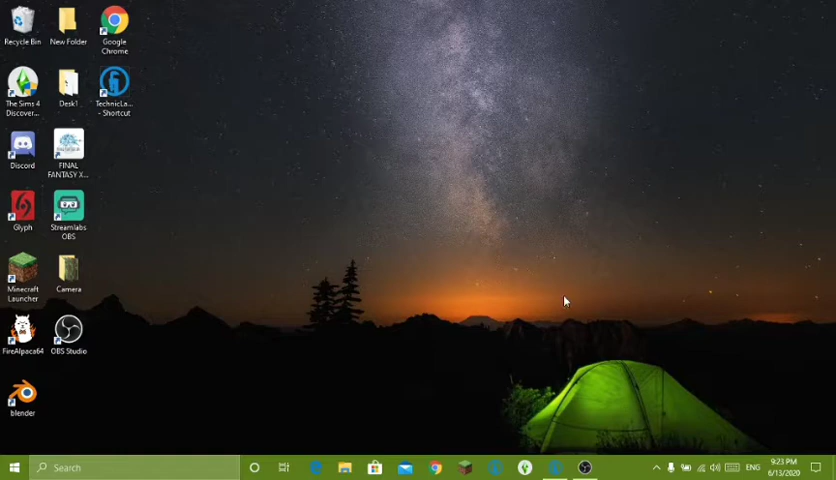 Recycle Bin
New Folder
Google
Chrome
The Sims 4
Discover...
Desk1
TechnicLa...
- Shortcut
Discord
FINAL
FANTASY X...
Glyph
Streamlabs
OBS
Minecraft
Launcher
Camera
FireAlpaca64
OBS Studio
blender
Search
ENG
9:23 PM
6/13/2020